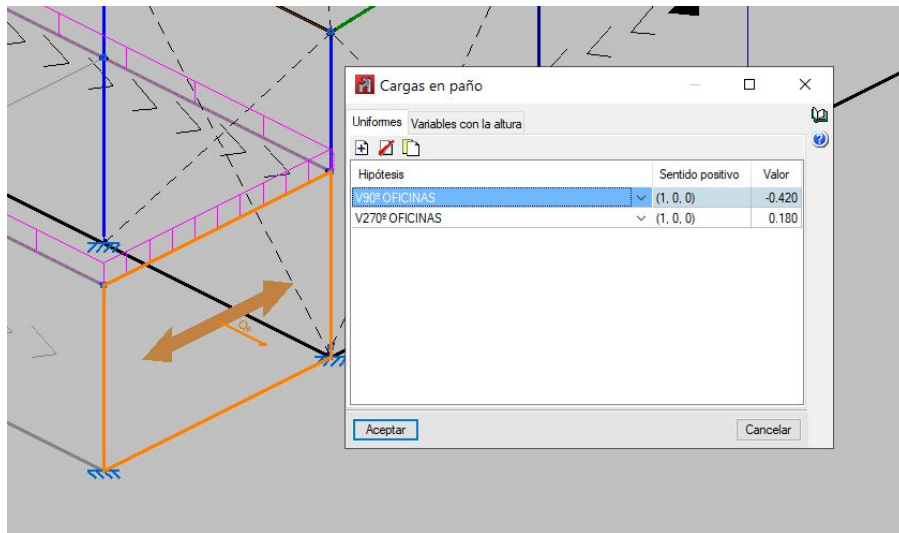 Cargas en paño
Uniformes Variables con la altura
Hipótesis Sentido positivo Valor
V90º OFICINAS (1, 0, 0) -0.420
V270º OFICINAS (1, 0, 0) 0.180
Q+
Aceptar Cancelar